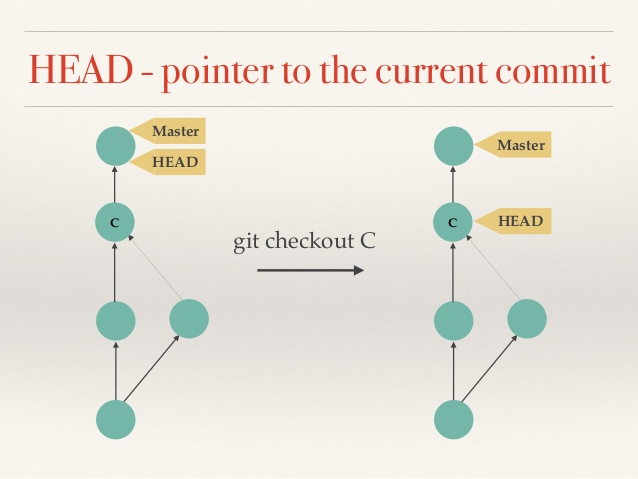 HEAD - pointer to the current commit
Master
HEAD
C
git checkout C
Master
HEAD
C